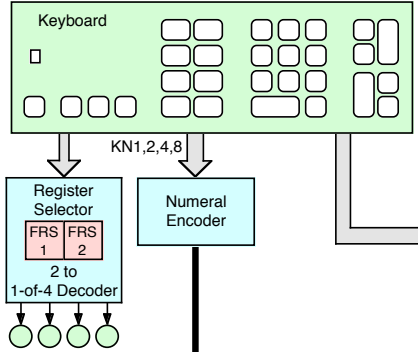 Keyboard
KN1,2,4,8
Register
Selector
FRS FRS
1 2
2 to
1-of-4 Decoder
Numeral
Encoder